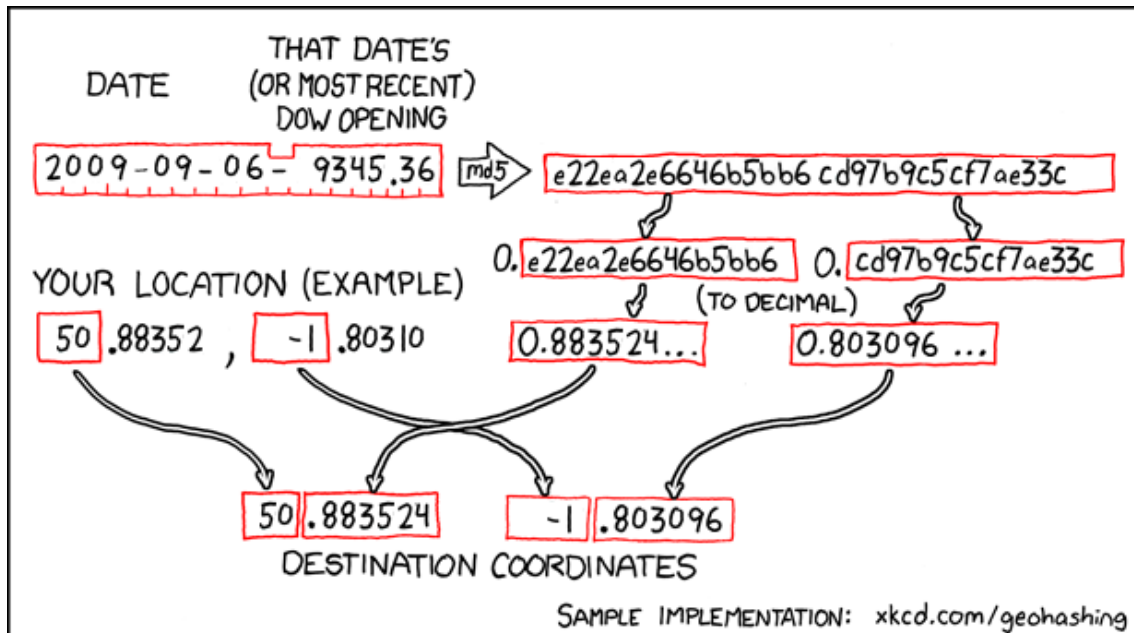 THAT DATE'S
DATE (OR MOST RECENT)
DOW OPENING
2009-09-06- 9345.36 md5 e22ea2e6646b5bb6cd97b9c5cf7ae33c
0.e22ea2e6646b5bb6 0.cd97b9c5cf7ae33c
YOUR LOCATION (EXAMPLE) (TO DECIMAL)
50.88352, -1.80310 0.883524... 0.803096 ...
50.883524 -1.803096
DESTINATION COORDINATES
SAMPLE IMPLEMENTATION: xkcd.com/geohashing